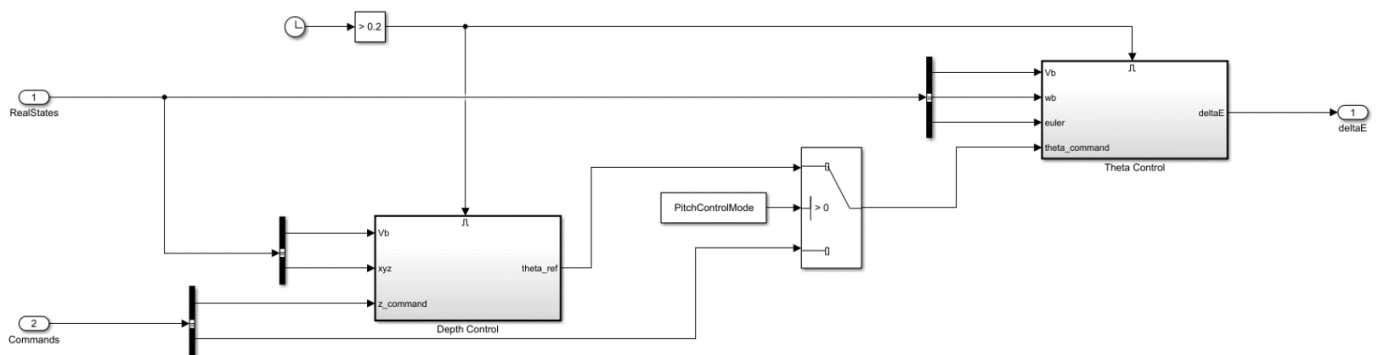 > 0.2
Vb
wb
euler
theta_command
deltaE
Theta Control
1
RealStates
1
deltaE
PitchControlMode
> 0
Vb
xyz
z_command
theta_ref
Depth Control
2
Commands